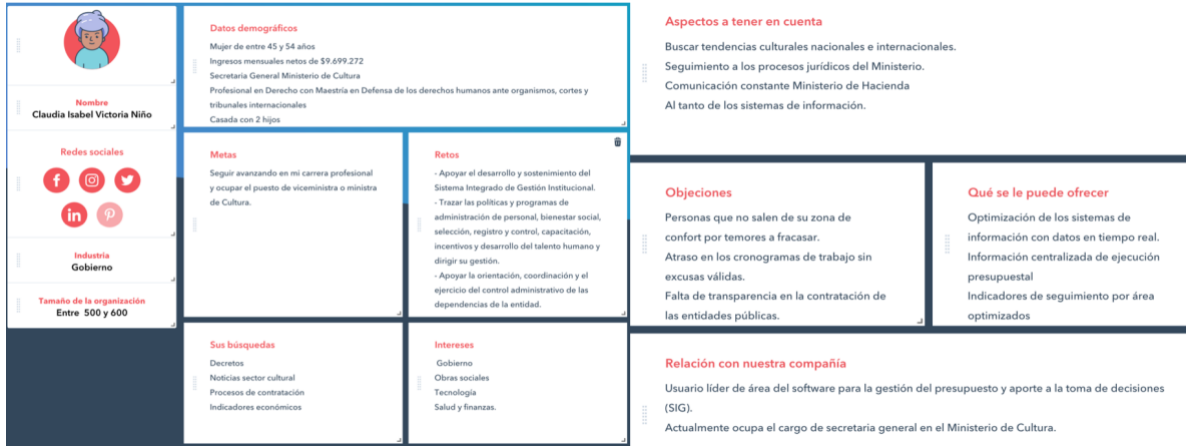 Nombre
Claudia Isabel Victoria Niño
Redes sociales
f
in
Industria
Gobierno
Tamaño de la organización
Entre 500 y 600
Datos demográficos
Mujer de entre 45 y 54 años
Ingresos mensuales netos de $9.699.272
Secretaria General Ministerio de Cultura
Profesional en Derecho con Maestría en Defensa de los derechos humanos ante organismos, cortes y
tribunales internacionales
Casada con 2 hijos
Metas
Seguir avanzando en mi carrera profesional
y ocupar el puesto de viceministra o ministra
de Cultura.
Retos
- Apoyar el desarrollo y sostenimiento del
Sistema Integrado de Gestión Institucional.
- Trazar las políticas y programas de
administración de personal, bienestar social,
selección, registro y control, capacitación,
incentivos y desarrollo del talento humano y
dirigir su gestión.
- Apoyar la orientación, coordinación y el
ejercicio del control administrativo de las
dependencias de la entidad.
Sus búsquedas
Decretos
Noticias sector cultural
Procesos de contratación
Indicadores económicos
Intereses
Gobierno
Obras sociales
Tecnología
Salud y finanzas.
Aspectos a tener en cuenta
Buscar tendencias culturales nacionales e internacionales.
Seguimiento a los procesos jurídicos del Ministerio.
Comunicación constante Ministerio de Hacienda
Al tanto de los sistemas de información.
Objeciones
Personas que no salen de su zona de
confort por temores a fracasar.
Atraso en los cronogramas de trabajo sin
excusas válidas.
Falta de transparencia en la contratación de
las entidades públicas.
Qué se le puede ofrecer
Optimización de los sistemas de
información con datos en tiempo real.
Información centralizada de ejecución
presupuestal
Indicadores de seguimiento por área
optimizados
Relación con nuestra compañía
Usuario líder de área del software para la gestión del presupuesto y aporte a la toma de decisiones
(SIG).
Actualmente ocupa el cargo de secretaria general en el Ministerio de Cultura.